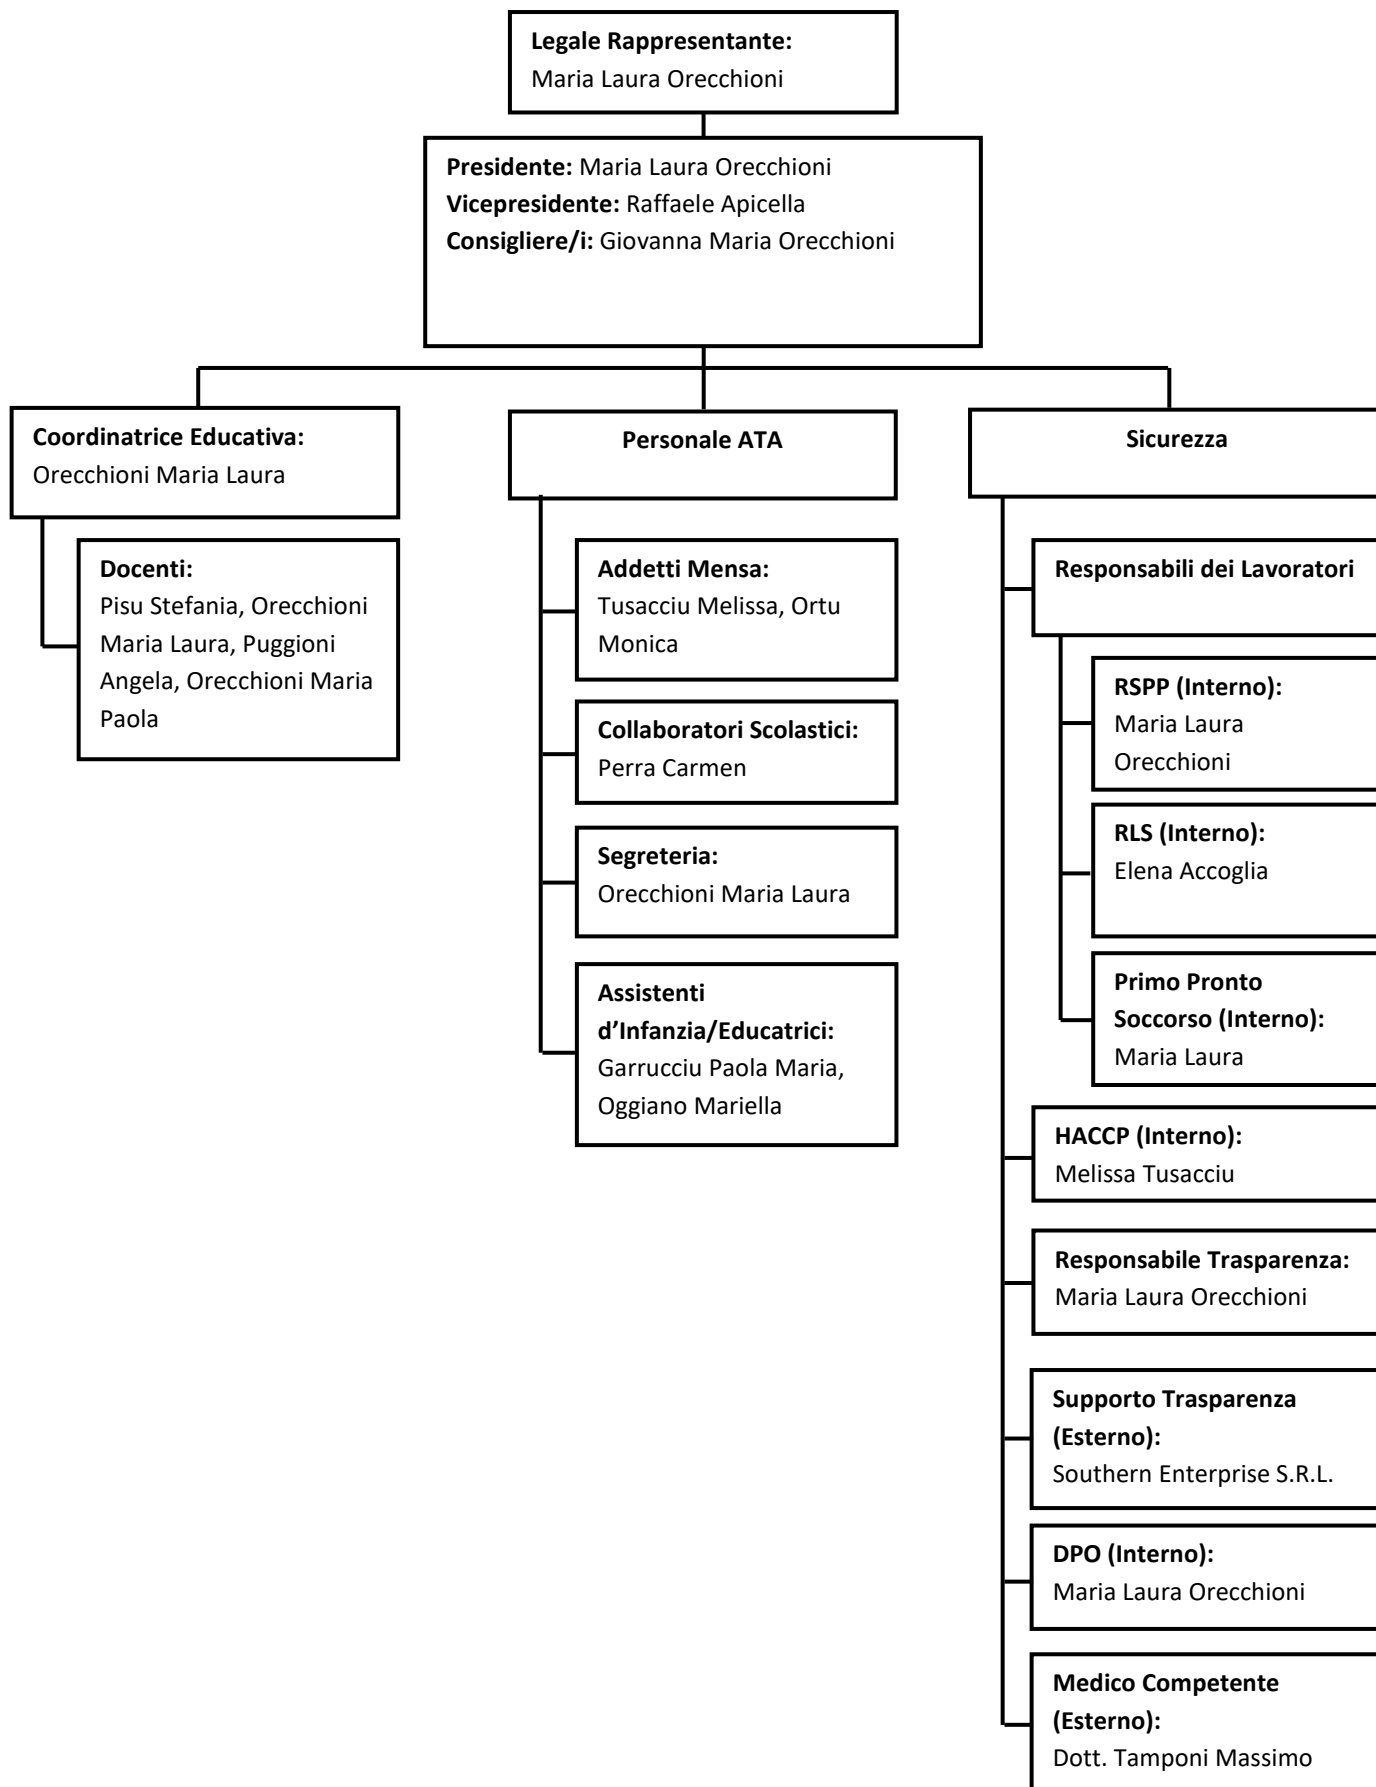 Legale Rappresentante:
Maria Laura Orecchioni
Presidente: Maria Laura Orecchioni
Vicepresidente: Raffaele Apicella
Consigliere/i: Giovanna Maria Orecchioni
Coordinatrice Educativa:
Orecchioni Maria Laura
Docenti:
Pisu Stefania, Orecchioni
Maria Laura, Puggioni
Angela, Orecchioni Maria
Paola
Personale ATA
Addetti Mensa:
Tusacciu Melissa, Ortu
Monica
Collaboratori Scolastici:
Perra Carmen
Segreteria:
Orecchioni Maria Laura
Assistenti
d’Infanzia/Educatrici:
Garrucciu Paola Maria,
Oggiano Mariella
Sicurezza
Responsabili dei Lavoratori
RSPP (Interno):
Maria Laura
Orecchioni
RLS (Interno):
Elena Accoglia
Primo Pronto
Soccorso (Interno):
Maria Laura
HACCP (Interno):
Melissa Tusacciu
Responsabile Trasparenza:
Maria Laura Orecchioni
Supporto Trasparenza
(Esterno):
Southern Enterprise S.R.L.
DPO (Interno):
Maria Laura Orecchioni
Medico Competente
(Esterno):
Dott. Tamponi Massimo